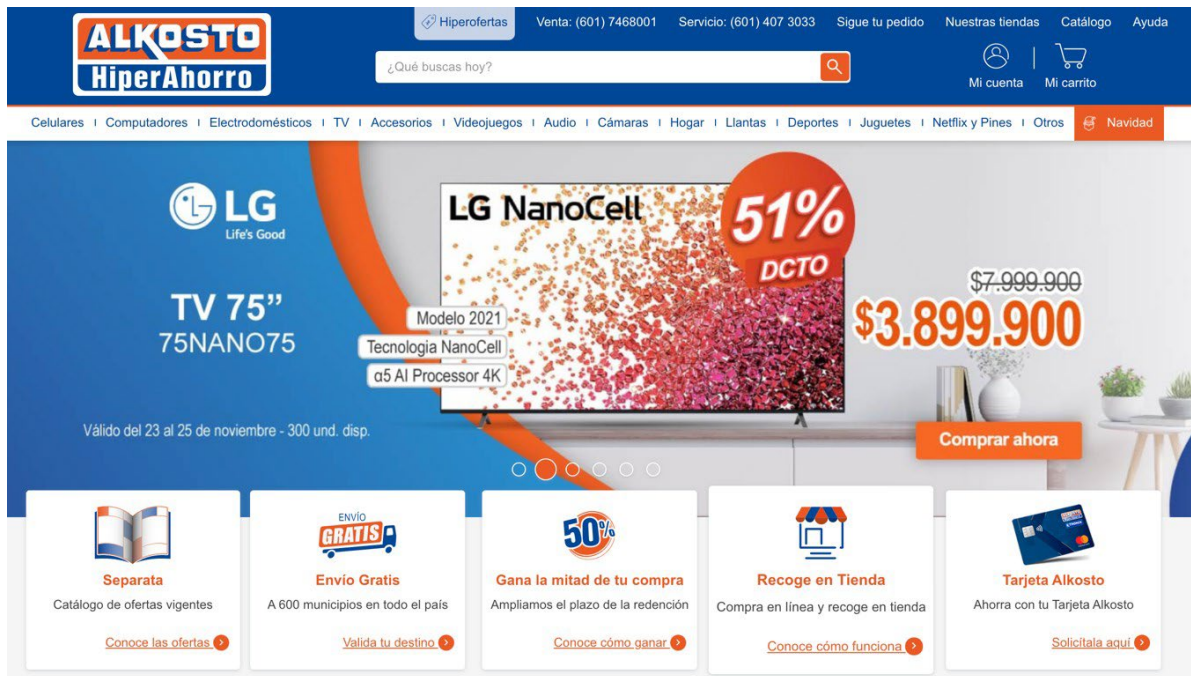 ALKOSTO
HiperAhorro
Hiperofertas
Venta: (601) 7468001
Servicio: (601) 407 3033
Sigue tu pedido
Nuestras tiendas
Catálogo
Ayuda
¿Qué buscas hoy?
Mi cuenta
Mi carrito
Celulares
Computadores
Electrodomésticos
TV
Accesorios
Videojuegos
Audio
Cámaras
Hogar
Llantas
Deportes
Juguetes
Netflix y Pines
Otros
Navidad
LG
Life's Good
TV 75”
75NANO75
LG NanoCell
Modelo 2021
Tecnologia NanoCell
α5 AI Processor 4K
51%
DCTO
$7.999.900
$3.899.900
Válido del 23 al 25 de noviembre - 300 und. disp.
Comprar ahora
Separata
Catálogo de ofertas vigentes
Conoce las ofertas
ENVÍO
GRATIS
Envío Gratis
A 600 municipios en todo el país
Valida tu destino
50%
Gana la mitad de tu compra
Ampliamos el plazo de la redención
Conoce cómo ganar
Recoge en Tienda
Compra en línea y recoge en tienda
Conoce cómo funciona
Tarjeta Alkosto
Ahorra con tu Tarjeta Alkosto
Solicítala aquí